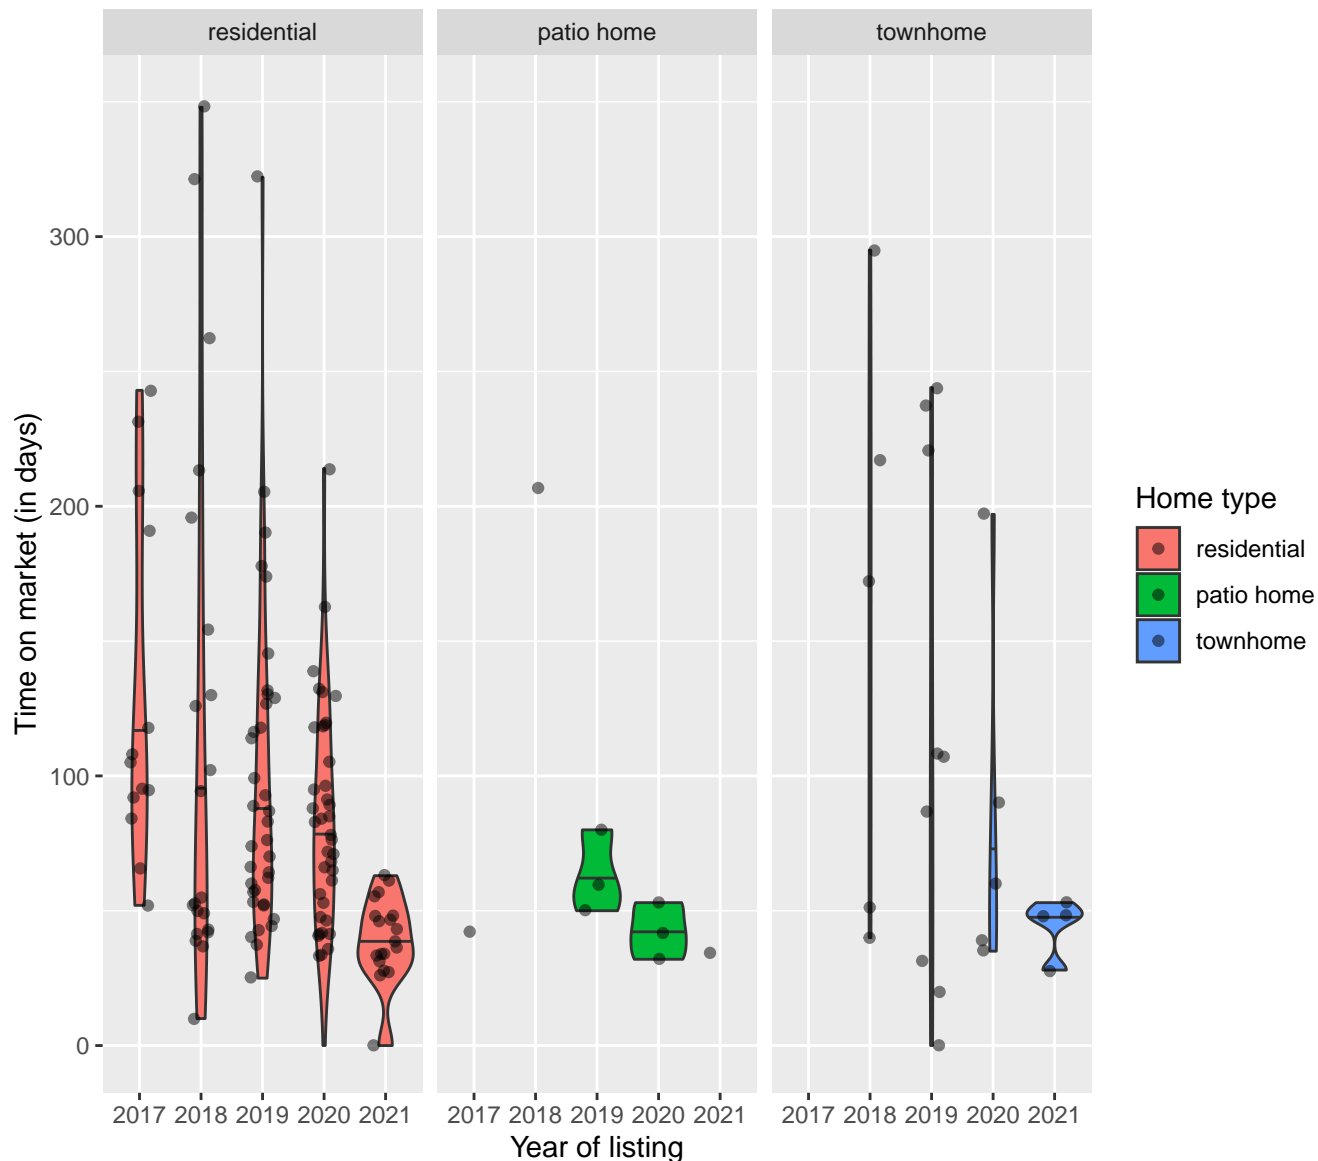 residential
patio home
townhome
Time on market (in days)
300
200
100
0
2017 2018 2019 2020 2021
2017 2018 2019 2020 2021
2017 2018 2019 2020 2021
Year of listing
Home type
residential
patio home
townhome